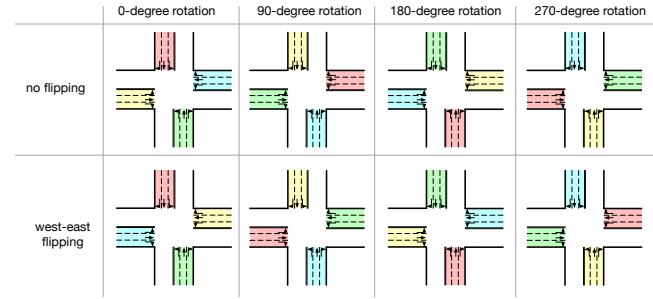 0-degree rotation 90-degree rotation 180-degree rotation 270-degree rotation
no flipping
west-east
flipping